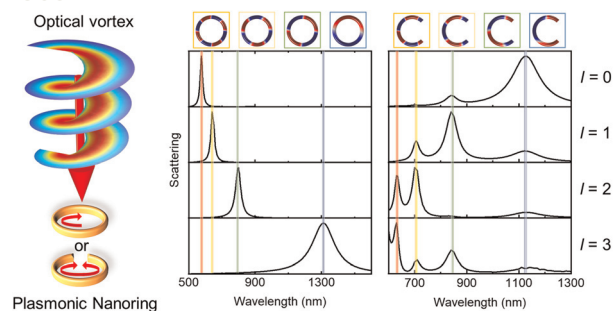 Optical vortex
or
Plasmonic Nanoring
Scattering
500 900 1300
Wavelength (nm)
700 900 1100 1300
Wavelength (nm)
l = 0
l = 1
l = 2
l = 3